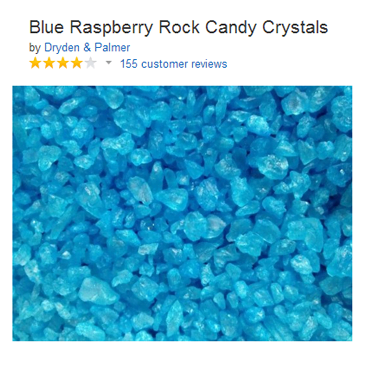 Blue Raspberry Rock Candy Crystals
by Dryden & Palmer
155 customer reviews